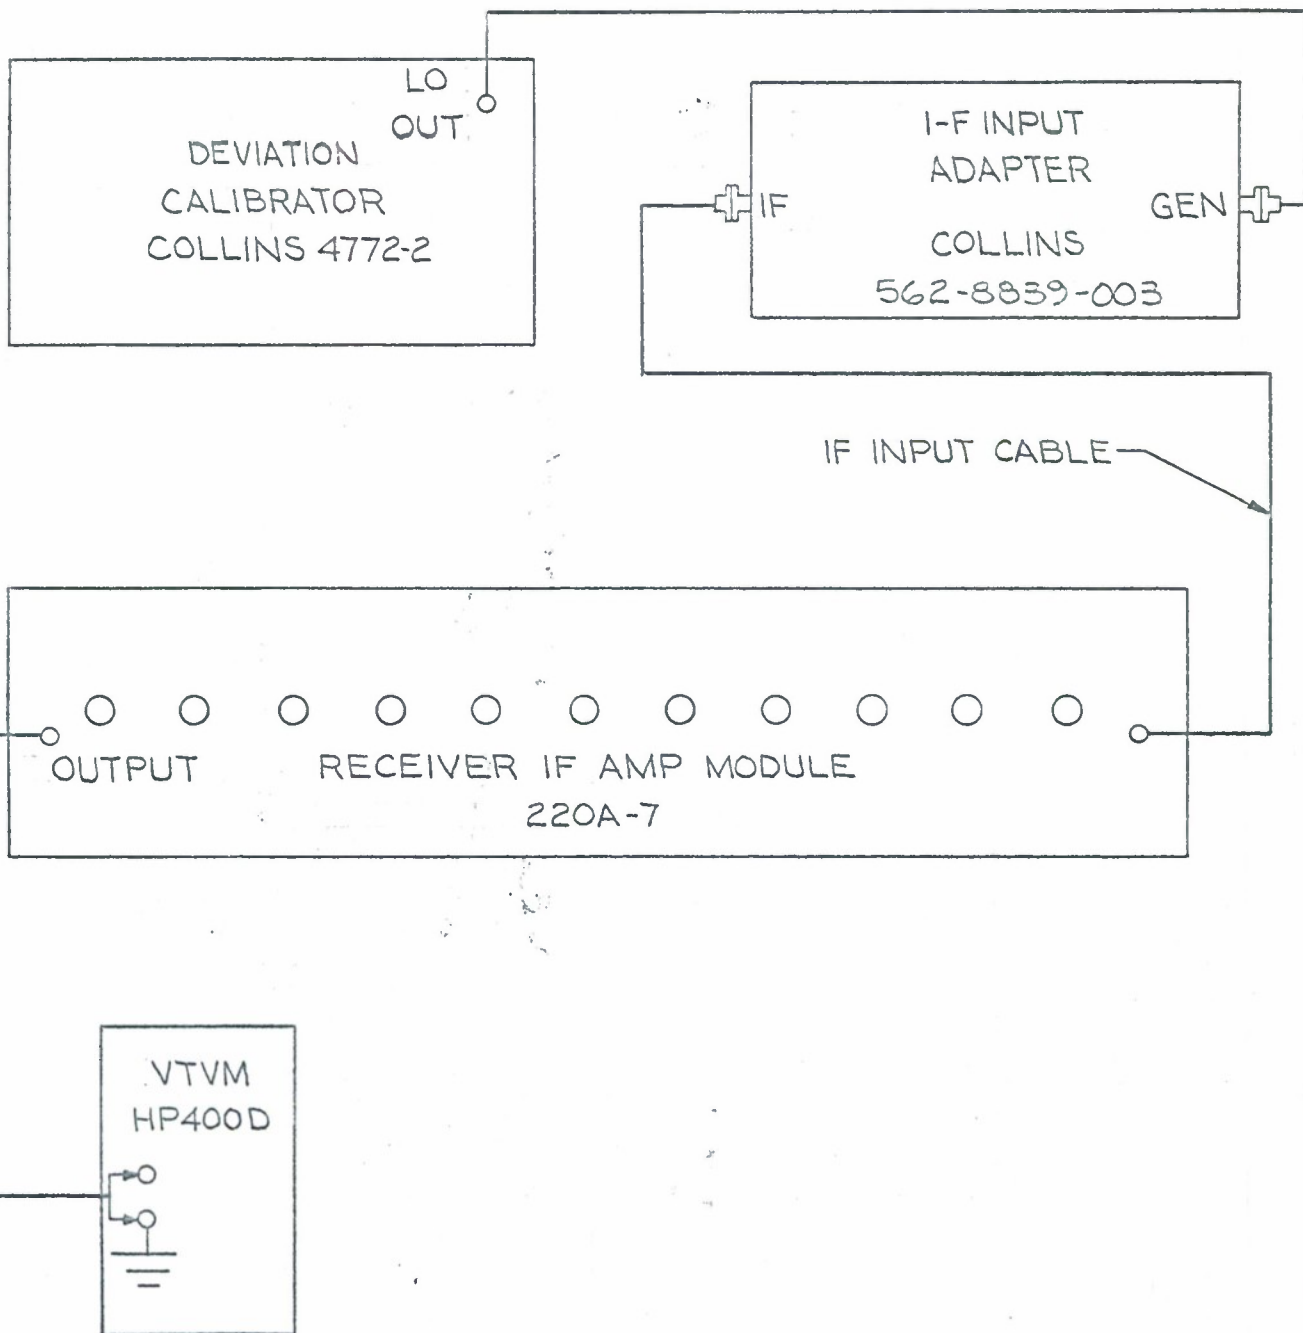 LO
OUT
DEVIATION
CALIBRATOR
COLLINS 4772-2
I-F INPUT
ADAPTER
IF
GEN
COLLINS
562-8839-003
IF INPUT CABLE
OUTPUT
RECEIVER IF AMP MODULE
220A-7
VTVM
HP400D